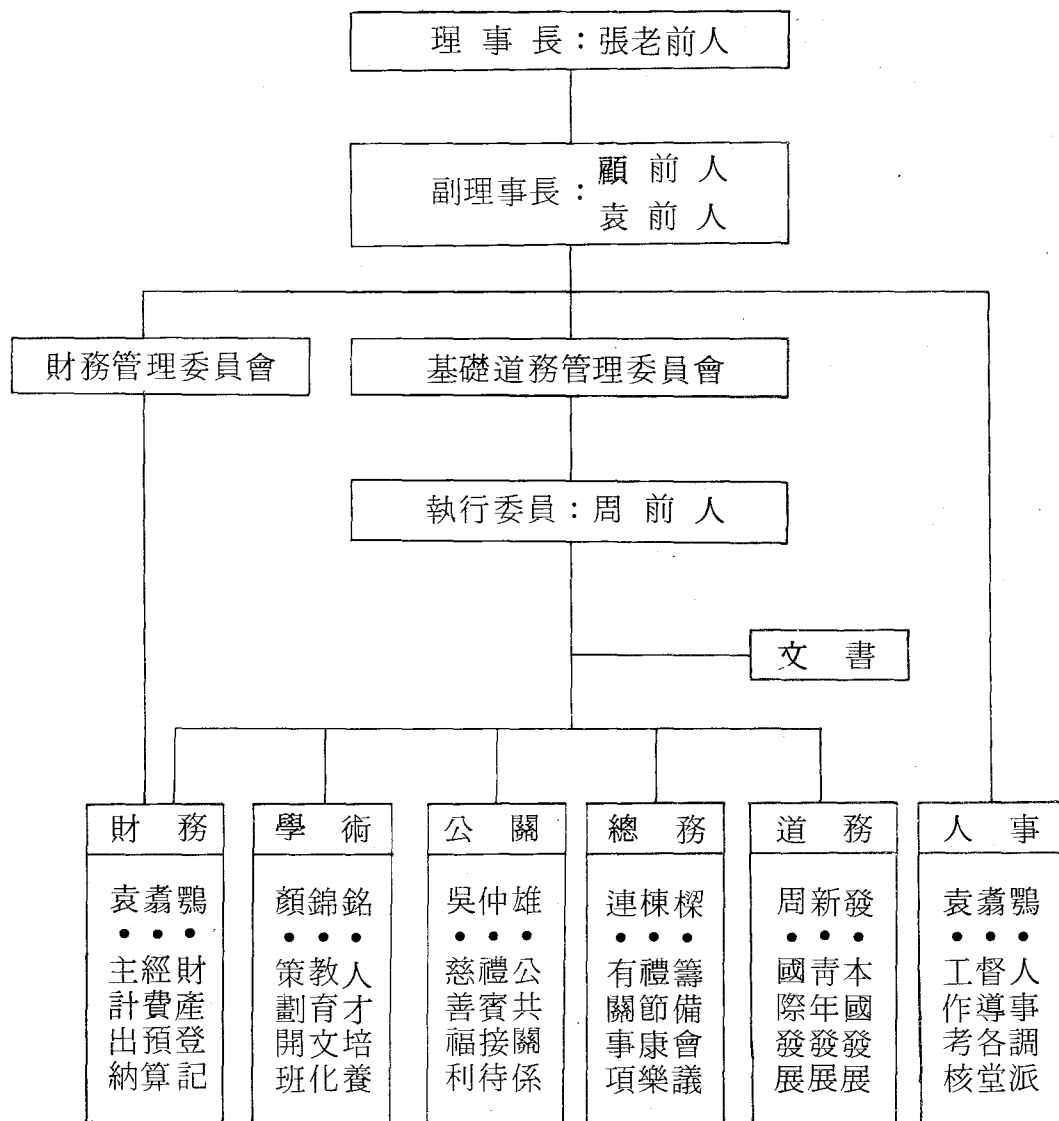 理事長：張老前人
副理事長：
顧前人
袁前人
財務管理委員會
基礎道務管理委員會
執行委員：周前人
文書
財務
袁翥鶚
•財產登記
•經費預算
•主計出納
學術
顏錦銘
•人才培養
•教育文化
•策劃開班
公關
吳仲雄
•公共關係
•禮賓接待
•慈善福利
總務
連棟樑
•籌備會議
•禮節康樂
•有關事項
道務
周新發
•本國發展
•青年發展
•國際發展
人事
袁翥鶚
•人事調派
•督導各堂
•工作考核